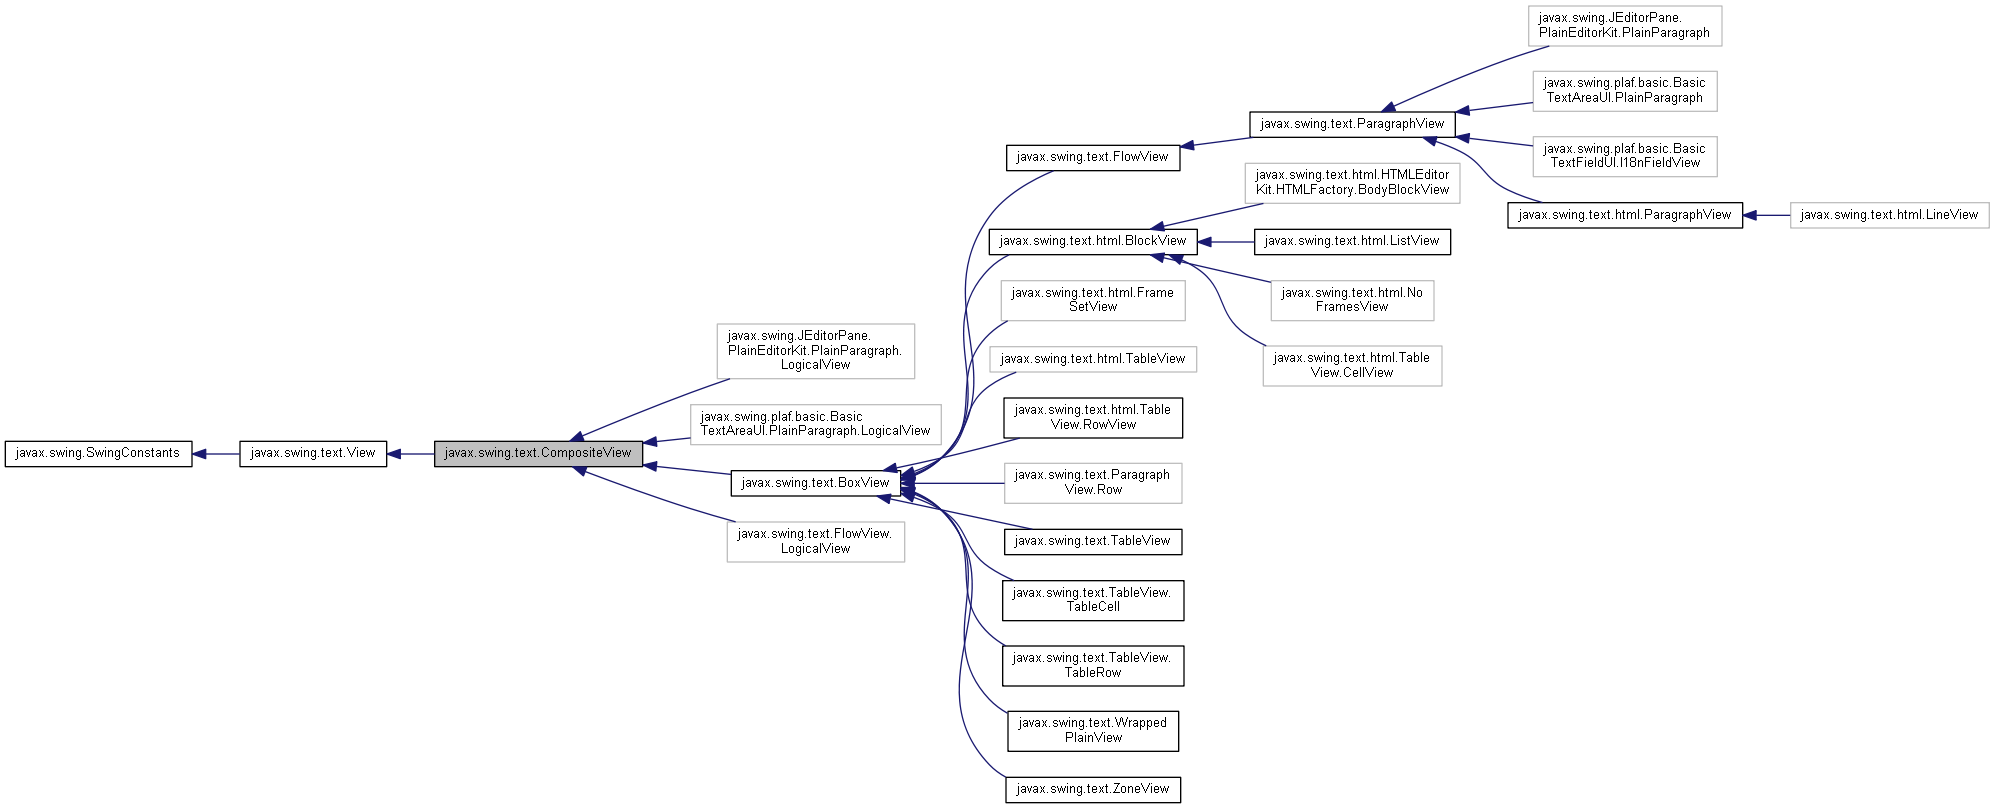 javax.swing.JEditorPane.
PlainEditorKit.PlainParagraph
javax.swing.plaf.basic.Basic
TextAreaUI.PlainParagraph
javax.swing.text.ParagraphView
javax.swing.plaf.basic.Basic
TextFieldUI.I18nFieldView
javax.swing.text.FlowView
javax.swing.text.html.HTMLEditor
Kit.HTMLFactory.BodyBlockView
javax.swing.text.html.ParagraphView
javax.swing.text.html.LineView
javax.swing.text.html.BlockView
javax.swing.text.html.ListView
javax.swing.text.html.Frame
SetView
javax.swing.text.html.No
FramesView
javax.swing.JEditorPane.
PlainEditorKit.PlainParagraph.
LogicalView
javax.swing.text.html.TableView
javax.swing.text.html.Table
View.CellView
javax.swing.plaf.basic.Basic
TextAreaUI.PlainParagraph.LogicalView
javax.swing.text.html.Table
View.RowView
javax.swing.SwingConstants
javax.swing.text.View
javax.swing.text.CompositeView
javax.swing.text.BoxView
javax.swing.text.Paragraph
View.Row
javax.swing.text.FlowView.
LogicalView
javax.swing.text.TableView
javax.swing.text.TableView.
TableCell
javax.swing.text.TableView.
TableRow
javax.swing.text.Wrapped
PlainView
javax.swing.text.ZoneView